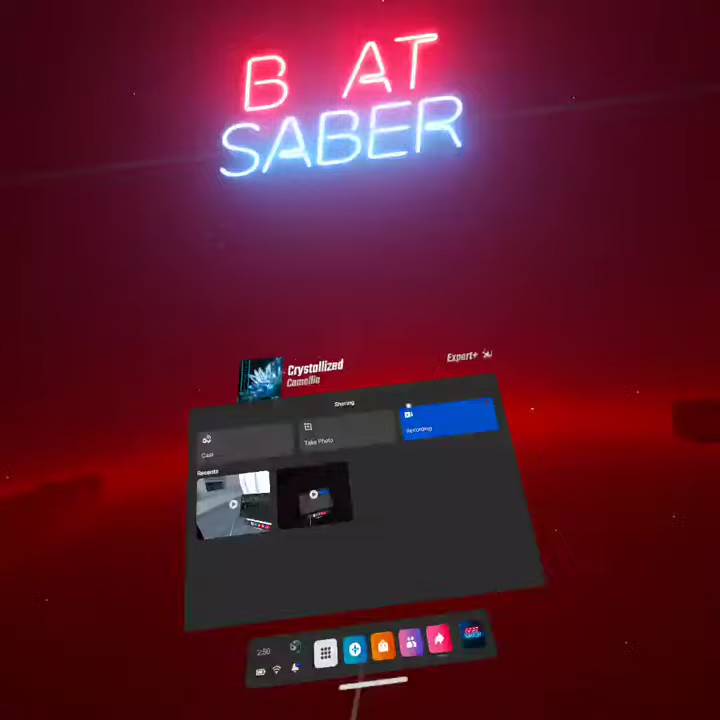 B AT
SABER
Crystallized
Camellia
Expert+
Sharing
Cast
Take Photo
Recording
Recents
2:50